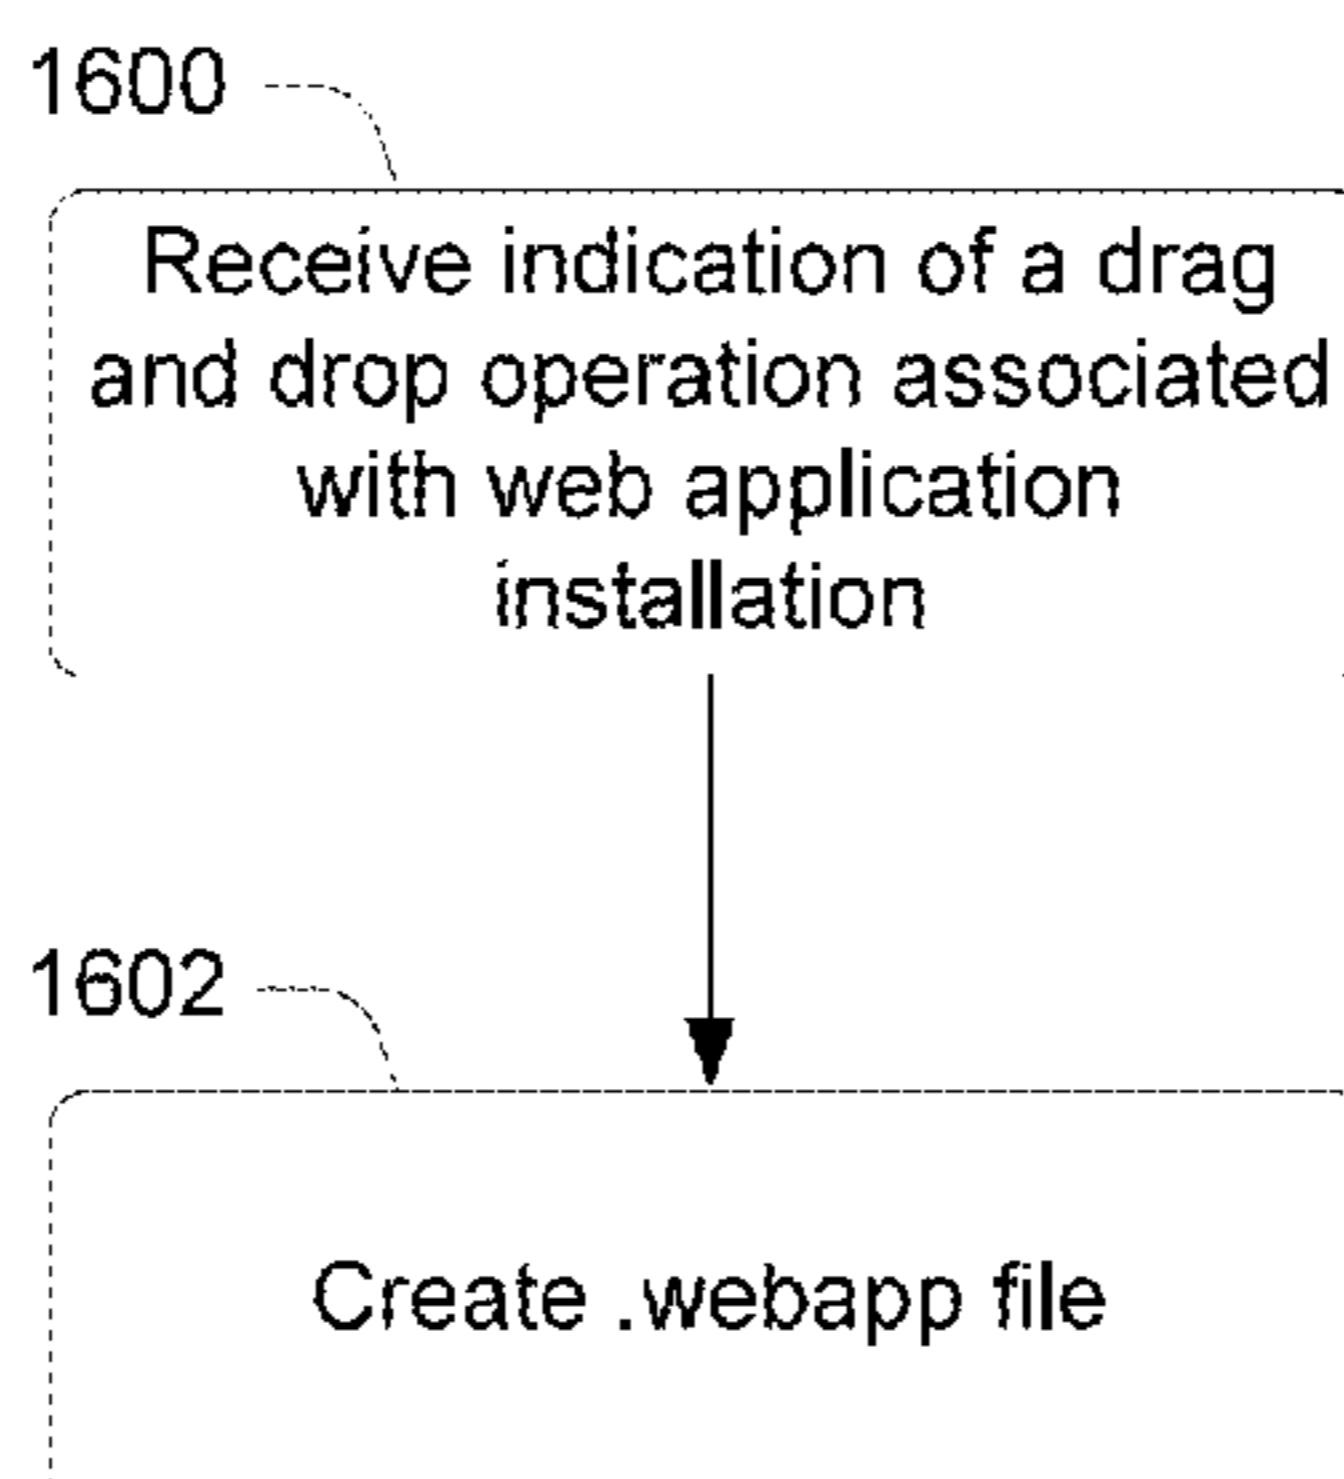 1600
Receive indication of a drag
and drop operation associated
with web application
installation
1602
Create .webapp file